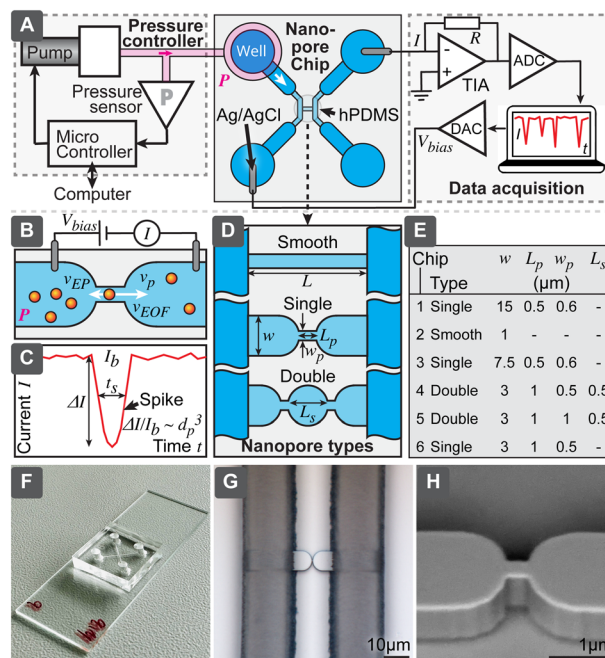 A
Pressure controller
Pump
P
Pressure sensor
P
Micro Controller
Computer
Well
Nano-
pore
Chip
Ag/AgCl
hPDMS
I
R
-
+
TIA
ADC
DAC
V_bias
I
t
Data acquisition
B
V_bias
I
v_EP
v_p
v_EOF
P
C
I_b
t_s
ΔI
Spike
ΔI/I_b ~ d_p³
Current I
Time t
D
Smooth
L
Single
w
L_p
w_p
Double
L_s
Nanopore types
E
Chip w L_p w_p L_s
Type (μm)
1 Single 15 0.5 0.6 -
2 Smooth 1 - - -
3 Single 7.5 0.5 0.6 -
4 Double 3 1 0.5 0.5
5 Double 3 1 1 0.5
6 Single 3 1 0.5 -
F
G
10μm
H
1μm